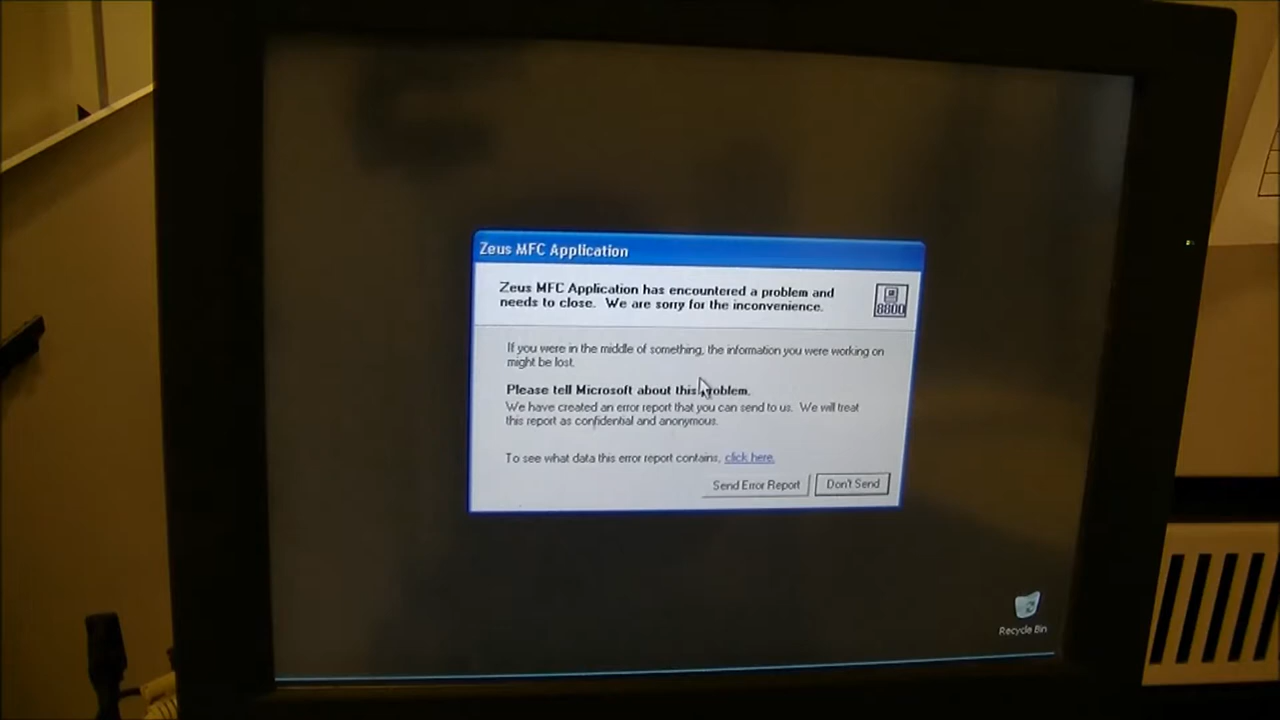 Zeus MFC Application
Zeus MFC Application has encountered a problem and
needs to close. We are sorry for the inconvenience.
8800
If you were in the middle of something, the information you were working on
might be lost.
Please tell Microsoft about this problem.
We have created an error report that you can send to us. We will treat
this report as confidential and anonymous.
To see what data this error report contains, click here.
Send Error Report
Don't Send
Recycle Bin